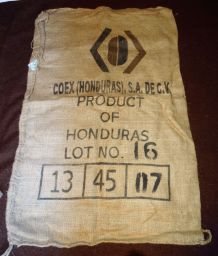 COEX (HONDURAS), S.A. DE C.V.
PRODUCT
OF
HONDURAS
LOT NO. 16
13 45 07